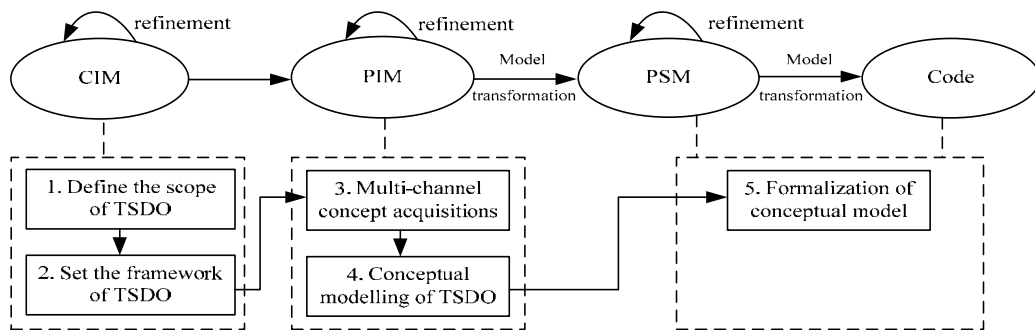 refinement
refinement
refinement
CIM
PIM
Model
transformation
PSM
Model
transformation
Code
1. Define the scope
of TSDO
2. Set the framework
of TSDO
3. Multi-channel
concept acquisitions
4. Conceptual
modelling of TSDO
5. Formalization of
conceptual model